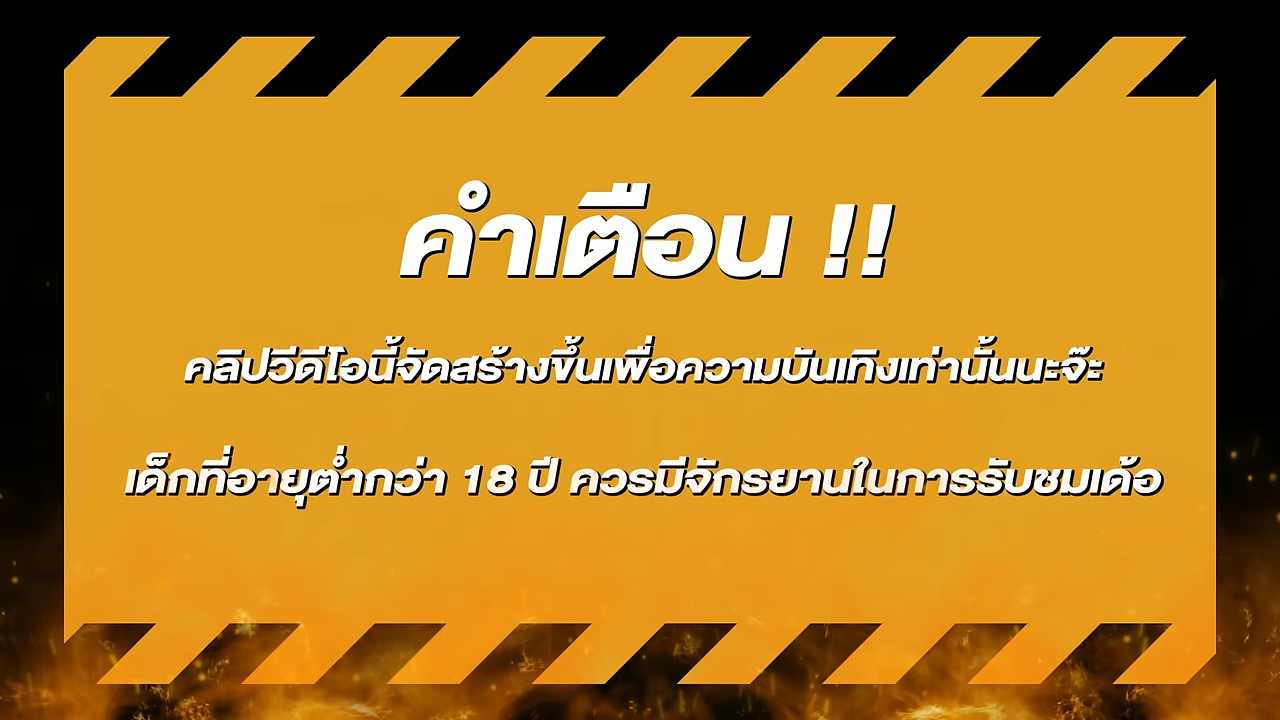 คำเตือน !!
คลิปวีดีโอนี้จัดสร้างขึ้นเพื่อความบันเทิงเท่านั้นนะจ๊ะ
เด็กที่อายุต่ำกว่า 18 ปี ควรมีจักรยานในการรับชมเด้อ